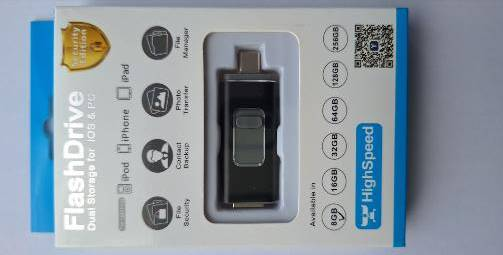 Security
Edition
FlashDrive
Dual Storage for iOS & PC
iPod
iPhone
iPad
File
Security
Contact
Backup
Photo
Transfer
File
Manager
Available in
8GB
16GB
32GB
64GB
128GB
256GB
HighSpeed